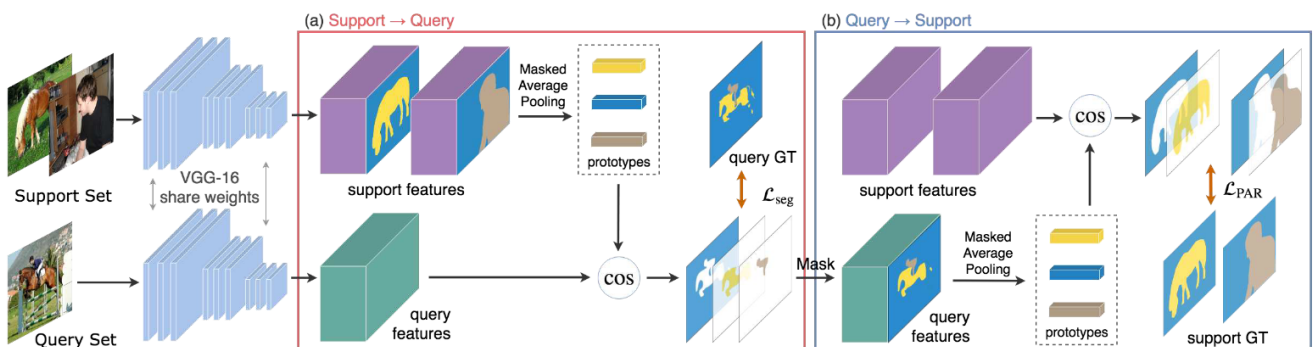 (a) Support → Query
(b) Query → Support
Support Set
VGG-16
share weights
Query Set
Masked
Average
Pooling
support features
prototypes
query GT
ℒseg
query
features
cos
Mask
support features
cos
ℒPAR
Masked
Average
Pooling
query
features
prototypes
support GT